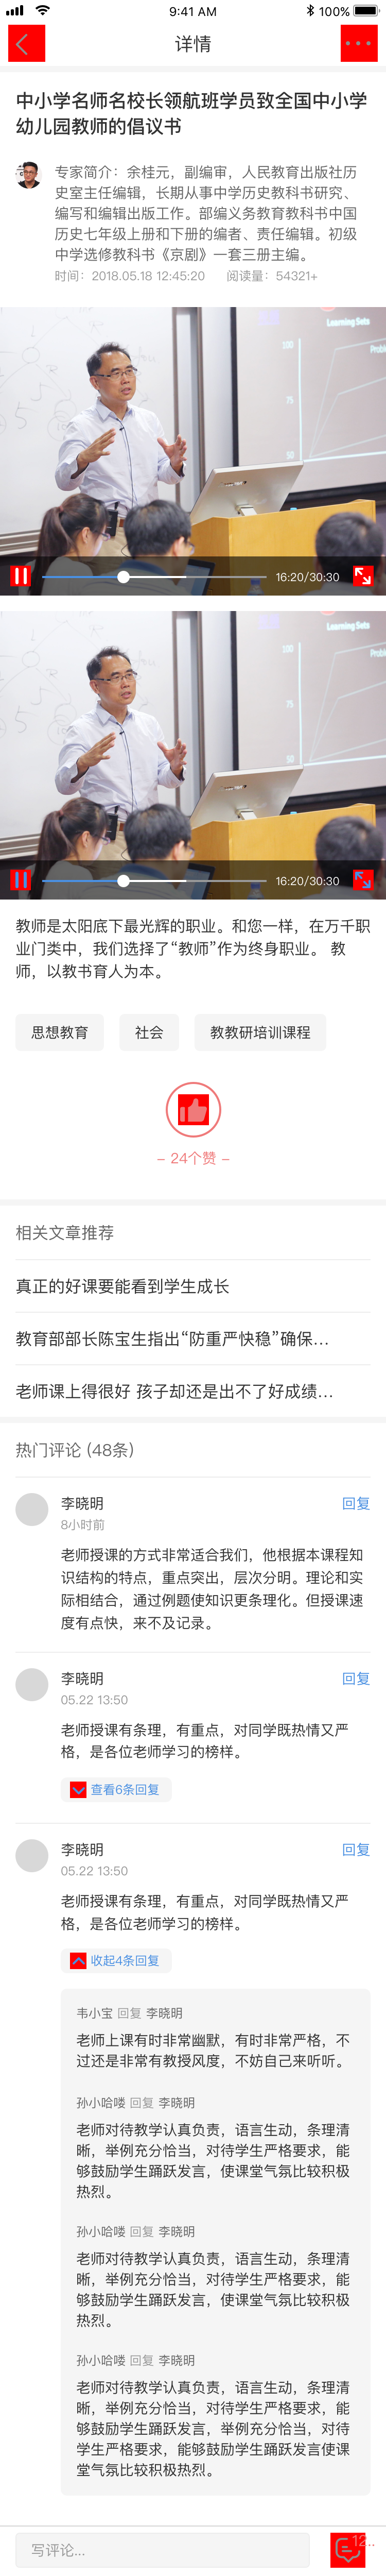 9:41 AM
100%
详情
中小学名师名校长领航班学员致全国中小学
幼儿园教师的倡议书
专家简介：余桂元，副编审，人民教育出版社历
史室主任编辑，长期从事中学历史教科书研究、
编写和编辑出版工作。部编义务教育教科书中国
历史七年级上册和下册的编者、责任编辑。初级
中学选修教科书《京剧》一套三册主编。
时间：2018.05.18 12:45:20 阅读量：54321+
Learning Sets
100
Proble
75
50
16:20/30:30
Learning Sets
100
Proble
75
50
16:20/30:30
教师是太阳底下最光辉的职业。和您一样，在万千职
业门类中，我们选择了“教师”作为终身职业。 教
师，以教书育人为本。
思想教育 社会 教教研培训课程
– 24个赞 –
相关文章推荐
真正的好课要能看到学生成长
教育部部长陈宝生指出“防重严快稳”确保...
老师课上得很好 孩子却还是出不了好成绩...
热门评论 (48条)
李晓明 回复
8小时前
老师授课的方式非常适合我们，他根据本课程知
识结构的特点，重点突出，层次分明。理论和实
际相结合，通过例题使知识更条理化。但授课速
度有点快，来不及记录。
李晓明 回复
05.22 13:50
老师授课有条理，有重点，对同学既热情又严
格，是各位老师学习的榜样。
查看6条回复
李晓明 回复
05.22 13:50
老师授课有条理，有重点，对同学既热情又严
格，是各位老师学习的榜样。
收起4条回复
韦小宝 回复 李晓明
老师上课有时非常幽默，有时非常严格，不
过还是非常有教授风度，不妨自己来听听。
孙小哈喽 回复 李晓明
老师对待教学认真负责，语言生动，条理清
晰，举例充分恰当，对待学生严格要求，能
够鼓励学生踊跃发言，使课堂气氛比较积极
热烈。
孙小哈喽 回复 李晓明
老师对待教学认真负责，语言生动，条理清
晰，举例充分恰当，对待学生严格要求，能
够鼓励学生踊跃发言，使课堂气氛比较积极
热烈。
孙小哈喽 回复 李晓明
老师对待教学认真负责，语言生动，条理清
晰，举例充分恰当，对待学生严格要求，能
够鼓励学生踊跃发言，举例充分恰当，对待
学生严格要求，能够鼓励学生踊跃发言使课
堂气氛比较积极热烈。
写评论... 12..